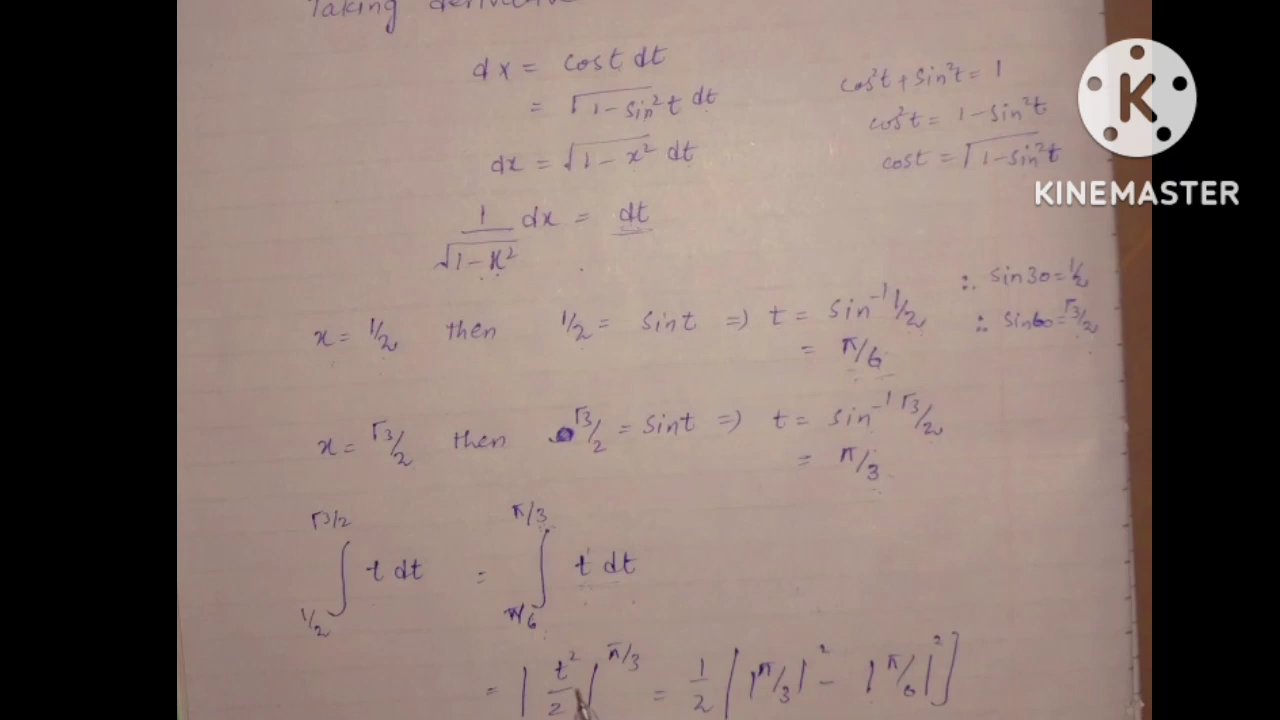 Taking derivative
dx = cost dt
= √1-sin²t dt
dx = √1-x² dt
1/√1-x² dx = dt
cos²t + sin²t = 1
cos²t = 1-sin²t
cost = √1-sin²t
K
KINEMASTER
x = 1/2 then 1/2 = sint => t = sin⁻¹ 1/2
= π/6
∴ sin30=1/2
∴ sin60=√3/2
x = √3/2 then √3/2 = sint => t = sin⁻¹ √3/2
= π/3
∫_{1/2}^{√3/2} t dt = ∫_{π/6}^{π/3} t dt
= | t²/2 |^{π/3} = 1/2 [ |π/3|² - |π/6|² ]